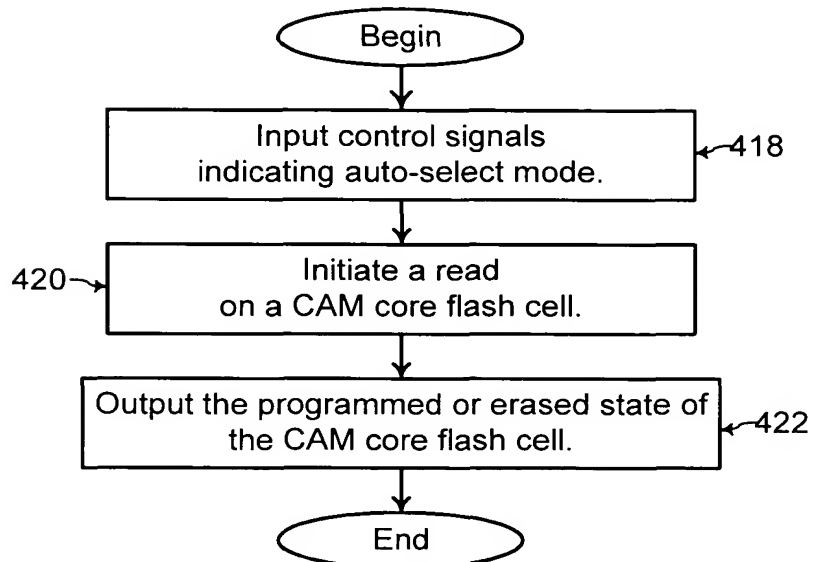 Begin
Input control signals
indicating auto-select mode.
418
420
Initiate a read
on a CAM core flash cell.
Output the programmed or erased state of
the CAM core flash cell.
422
End